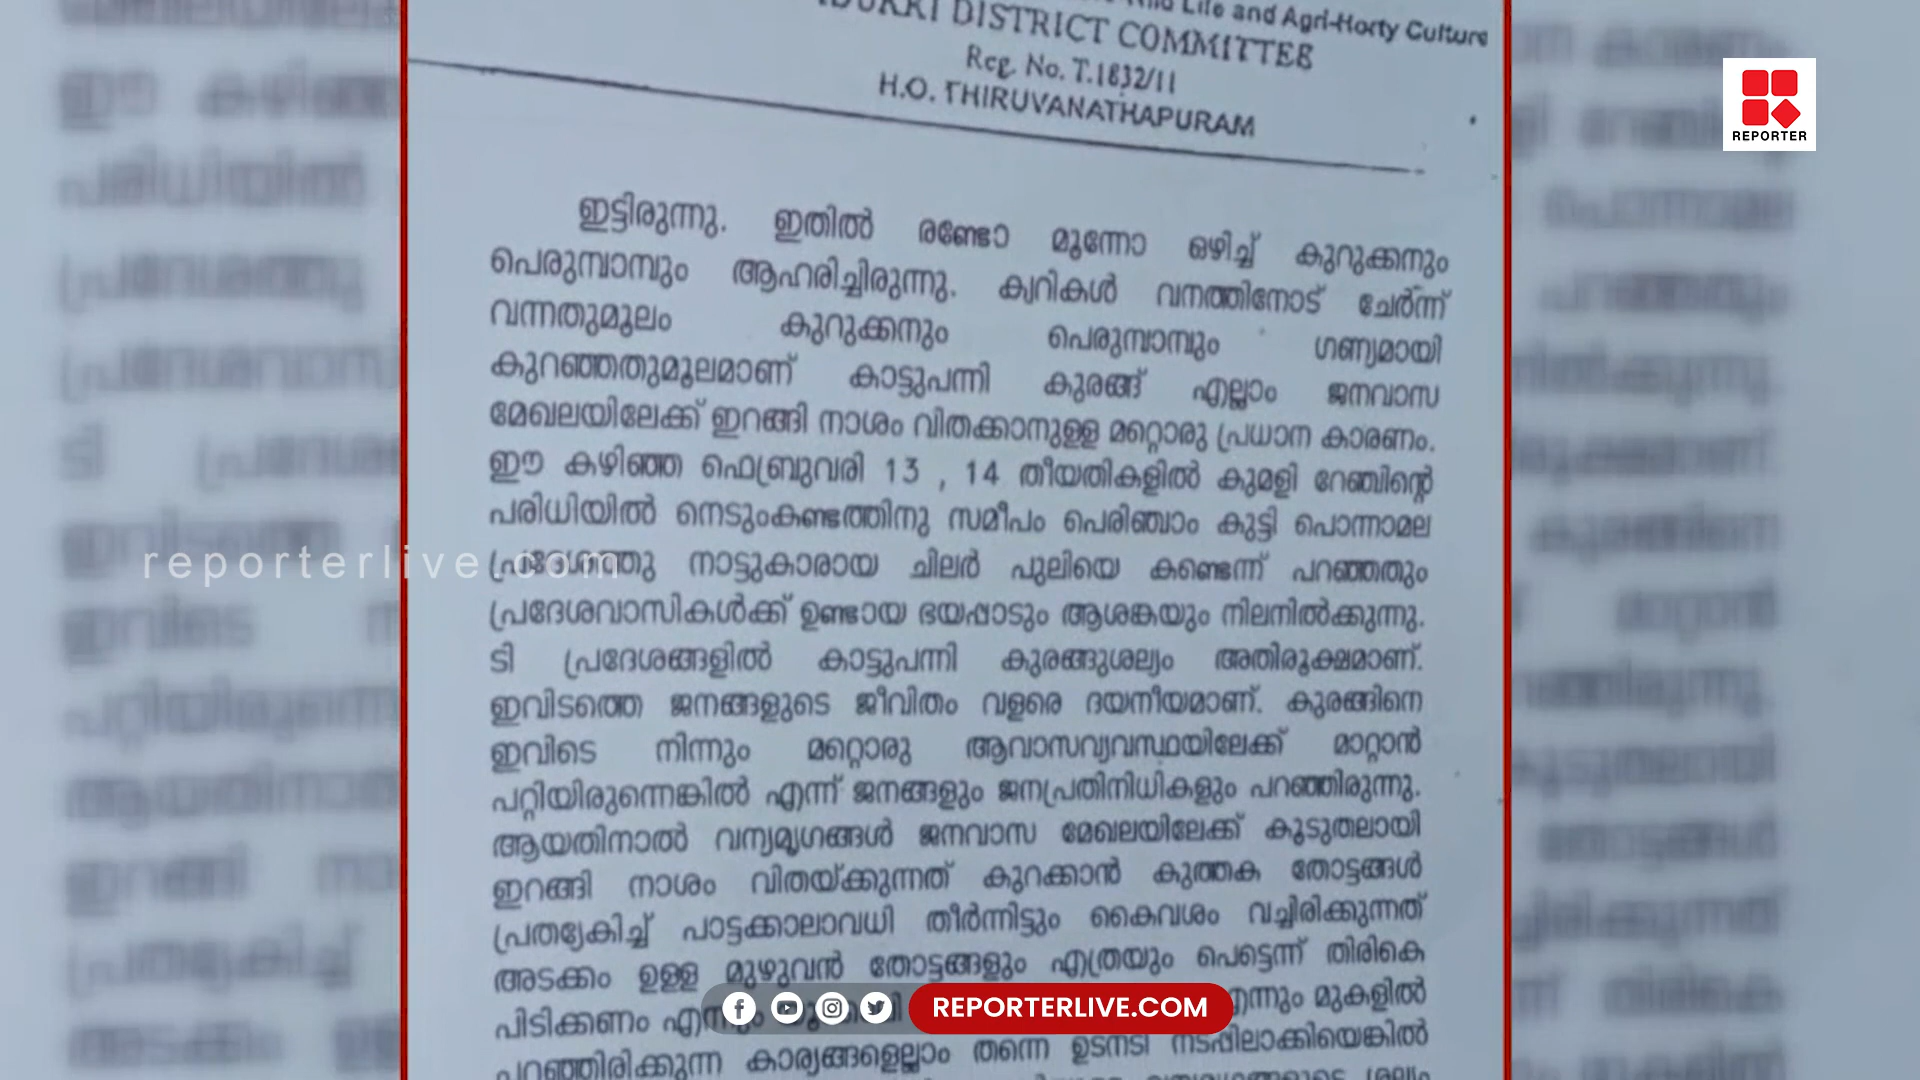 Life and Agri-Horty Culture
DISTRICT COMMITTEE
Reg. No. T.1832/11
H.O. THIRUVANATHAPURAM
REPORTER
ഇട്ടിരുന്നു. ഇതിൽ രണ്ടോ മൂന്നോ ഒഴിച്ച് കുറുക്കനും
പെരുമ്പാമ്പും ആഹരിച്ചിരുന്നു. ക്വറികൾ വനത്തിനോട് ചേർന്ന്
വന്നതുമൂലം കുറുക്കനും പെരുമ്പാമ്പും ഗണ്യമായി
കുറഞ്ഞതുമൂലമാണ് കാട്ടുപന്നി കുരങ്ങ് എല്ലാം ജനവാസ
മേഖലയിലേക്ക് ഇറങ്ങി നാശം വിതക്കാനുള്ള മറ്റൊരു പ്രധാന കാരണം.
ഈ കഴിഞ്ഞ ഫെബ്രുവരി 13 , 14 തീയതികളിൽ കുമളി റേഞ്ചിന്റെ
പരിധിയിൽ നെടുംകണ്ടത്തിനു സമീപം പെരിഞ്ചാം കുട്ടി പൊന്നാമല
പ്രദേശത്തു നാട്ടുകാരായ ചിലർ പുലിയെ കണ്ടെന്ന് പറഞ്ഞതും
reporterlive.com
പ്രദേശവാസികൾക്ക് ഉണ്ടായ ഭയപ്പാടും ആശങ്കയും നിലനിൽക്കുന്നു.
ടി പ്രദേശങ്ങളിൽ കാട്ടുപന്നി കുരങ്ങുശല്യം അതിരൂക്ഷമാണ്.
ഇവിടത്തെ ജനങ്ങളുടെ ജീവിതം വളരെ ദയനീയമാണ്. കുരങ്ങിനെ
ഇവിടെ നിന്നും മറ്റൊരു ആവാസവ്യവസ്ഥയിലേക്ക് മാറ്റാൻ
പറ്റിയിരുന്നെങ്കിൽ എന്ന് ജനങ്ങളും ജനപ്രതിനിധികളും പറഞ്ഞിരുന്നു.
ആയതിനാൽ വന്യമൃഗങ്ങൾ ജനവാസ മേഖലയിലേക്ക് കൂടുതലായി
ഇറങ്ങി നാശം വിതയ്ക്കുന്നത് കുറക്കാൻ കുത്തക തോട്ടങ്ങൾ
പ്രത്യേകിച്ച് പാട്ടക്കാലാവധി തീർന്നിട്ടും കൈവശം വച്ചിരിക്കുന്നത്
അടക്കം ഉള്ള മുഴുവൻ തോട്ടങ്ങളും എത്രയും പെട്ടെന്ന് തിരികെ
പിടിക്കണം എന്നും മുകളിൽ
REPORTERLIVE.COM
പറഞ്ഞിരിക്കുന്ന കാര്യങ്ങളെല്ലാം തന്നെ ഉടനടി നടപ്പിലാക്കിയെങ്കിൽ